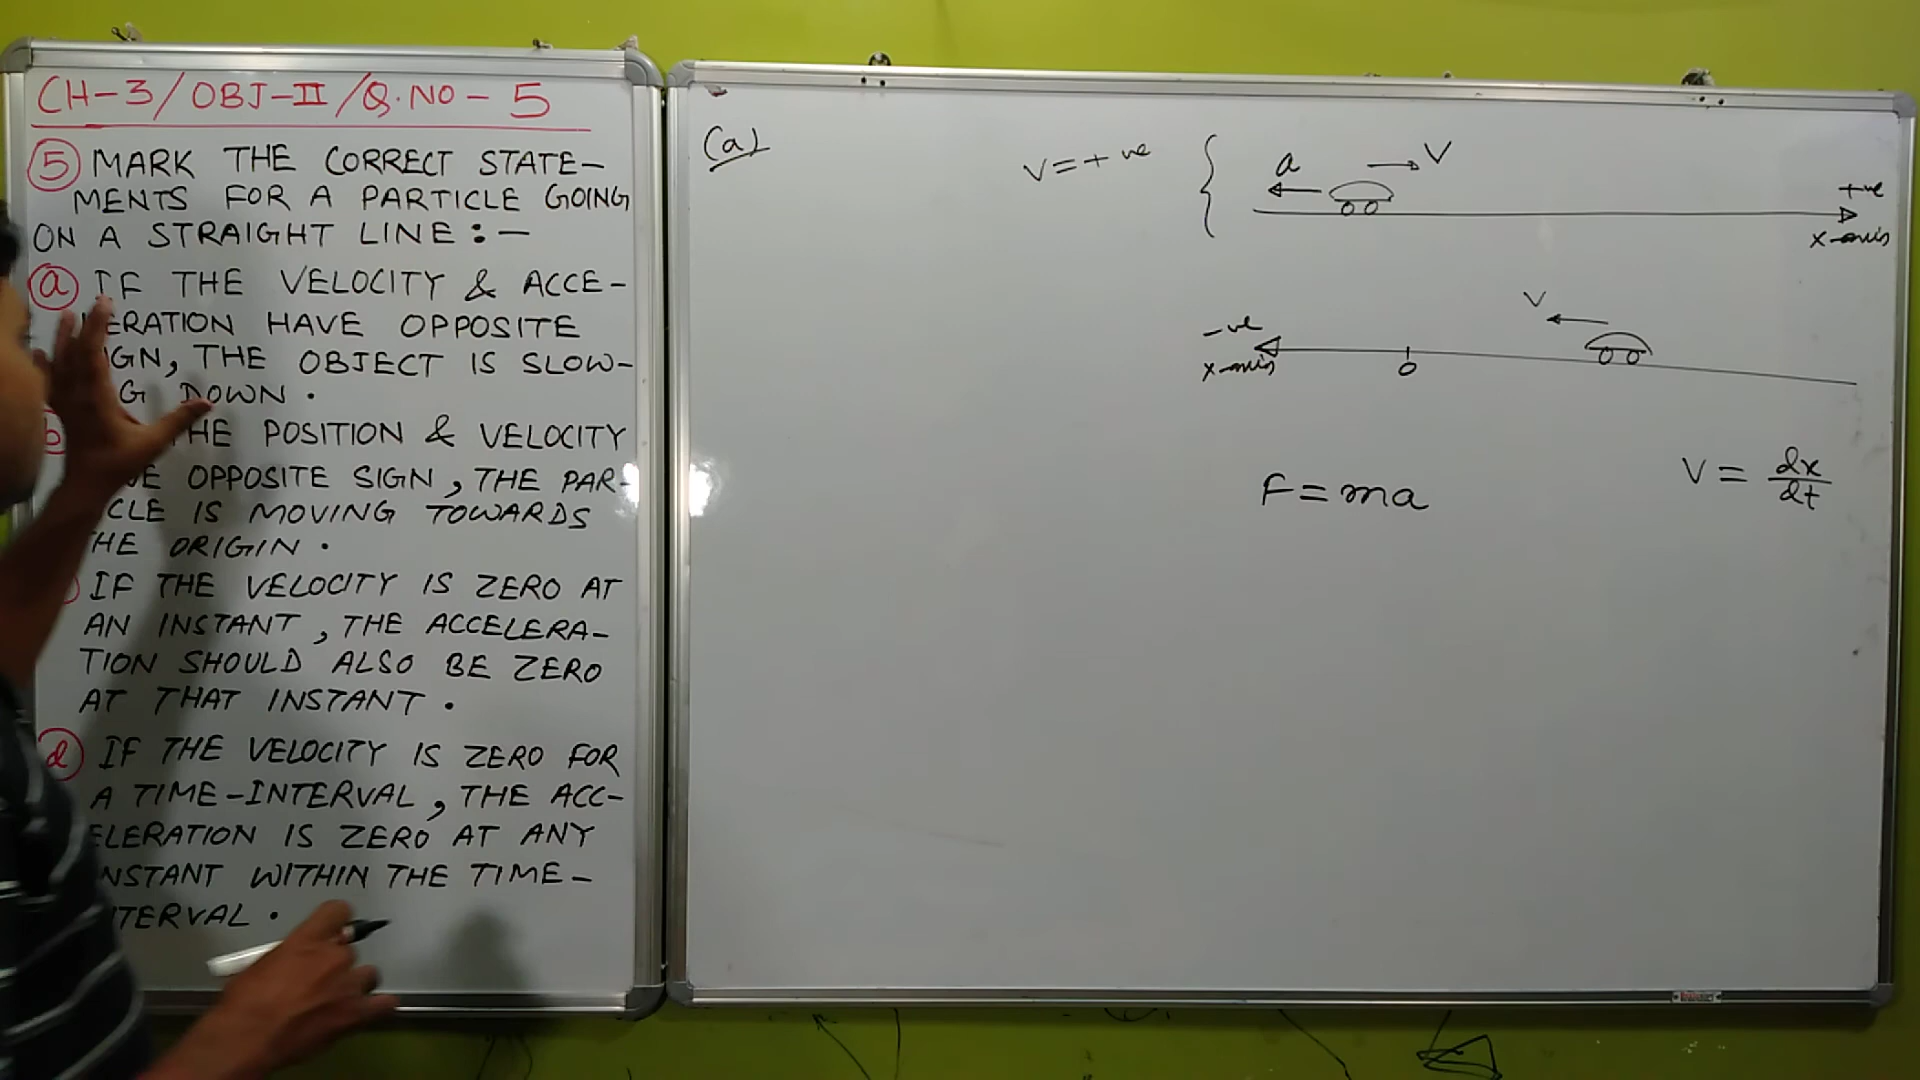 CH-3/OBJ-II/Q.NO-5
5 MARK THE CORRECT STATE-
MENTS FOR A PARTICLE GOING
ON A STRAIGHT LINE:-
a IF THE VELOCITY & ACCE-
ERATION HAVE OPPOSITE
IGN, THE OBJECT IS SLOW-
G DOWN.
b HE POSITION & VELOCITY
VE OPPOSITE SIGN, THE PAR-
CLE IS MOVING TOWARDS
HE ORIGIN.
IF THE VELOCITY IS ZERO AT
AN INSTANT, THE ACCELERA-
TION SHOULD ALSO BE ZERO
AT THAT INSTANT.
d IF THE VELOCITY IS ZERO FOR
A TIME-INTERVAL, THE ACC-
ELERATION IS ZERO AT ANY
NSTANT WITHIN THE TIME-
TERVAL.
(a)
V=+ve
a V
+ve
x-axis
V
-ve
x-axis
O
F=ma
V = dx/dt